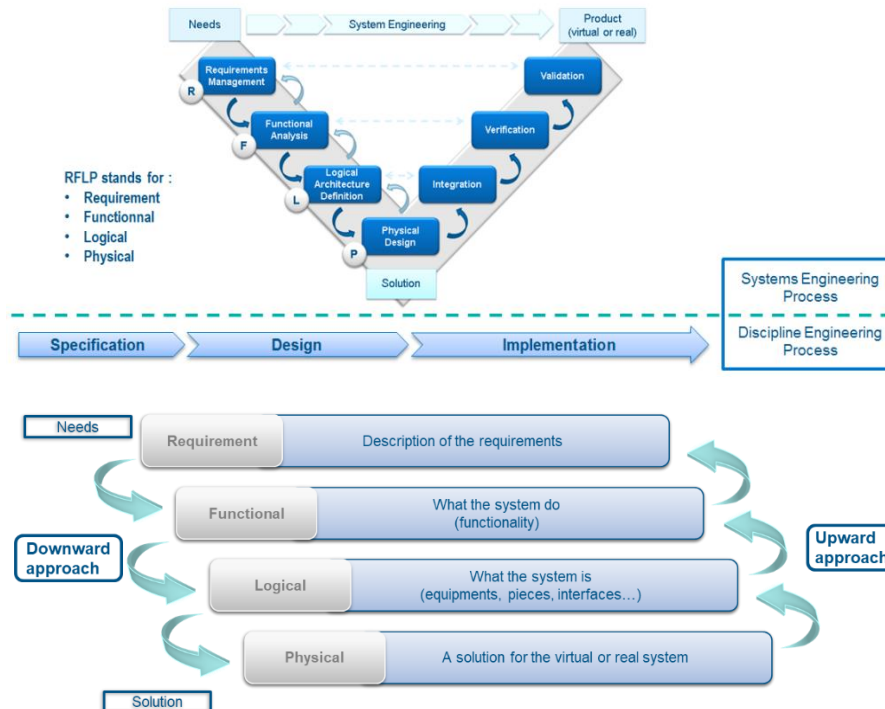 Needs
System Engineering
Product
(virtual or real)
Requirements
Management
Validation
R
Functional
Analysis
Verification
F
RFLP stands for :
• Requirement
• Functionnal
• Logical
• Physical
Logical
Architecture
Definition
Integration
L
Physical
Design
P
Solution
Systems Engineering
Process
Specification
Design
Implementation
Discipline Engineering
Process
Needs
Requirement
Description of the requirements
Functional
What the system do
(functionality)
Downward
approach
Upward
approach
Logical
What the system is
(equipments, pieces, interfaces…)
Physical
A solution for the virtual or real system
Solution